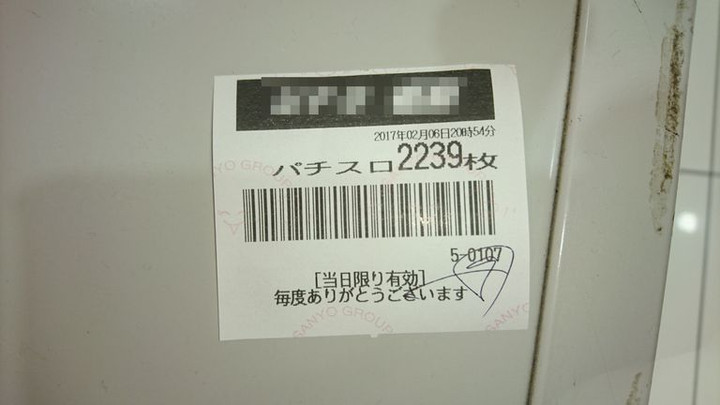 2017年02月06日20時54分
パチスロ2239枚
5-0107
[当日限り有効]
毎度ありがとうございます
SANYO GROUP